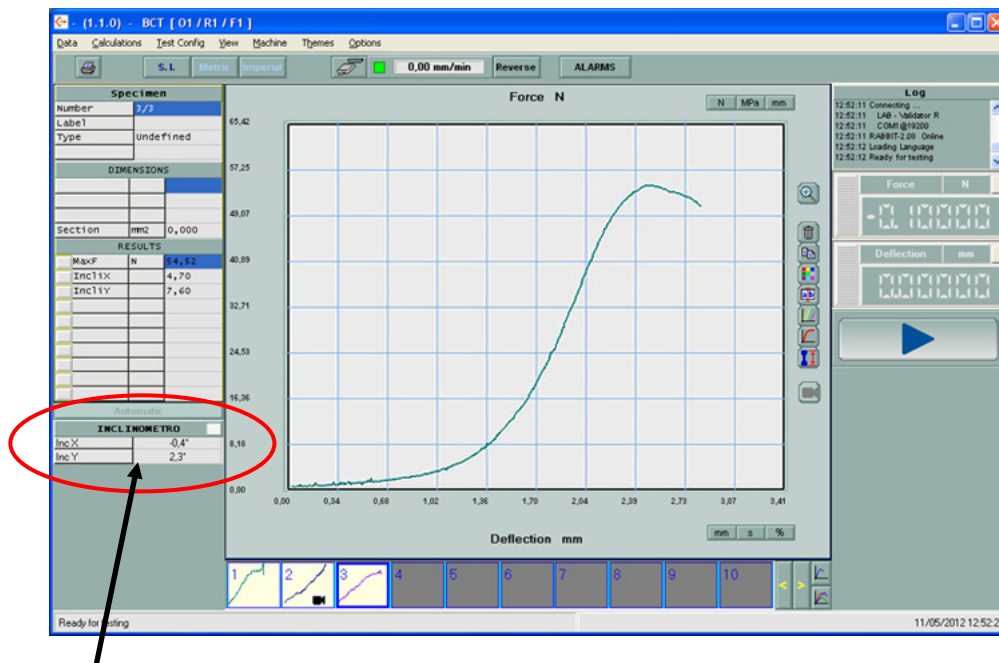 - (1.1.0) - BCT [ O1 / R1 / F1 ]
Data Calculations Test Config View Machine Themes Options
S.I. Metric Imperial 0,00 mm/min Reverse ALARMS
Specimen
Number 3/3
Label
Type Undefined
DIMENSIONS
Section mm2 0,000
RESULTS
MaxF N 54,52
IncliX 4,70
IncliY 7,60
Automatic
INCLINOMETRO
Inc X -0,4°
Inc Y 2,3°
Force N
N MPa mm
65,42
57,25
49,07
40,89
32,71
24,53
16,36
8,18
0,00
0,00 0,34 0,68 1,02 1,36 1,70 2,04 2,39 2,73 3,07 3,41
Deflection mm
mm s %
1 2 3 4 5 6 7 8 9 10 < >
Log
12:52:11 Connecting ...
12:52:11 LAB - Validator R
12:52:11 COM1 @19200
12:52:11 RABBIT-2.08 Online
12:52:12 Loading Language
12:52:12 Ready for testing
Force N
-0.10000
Deflection mm
0.00000
Ready for testing
11/05/2012 12:52:2